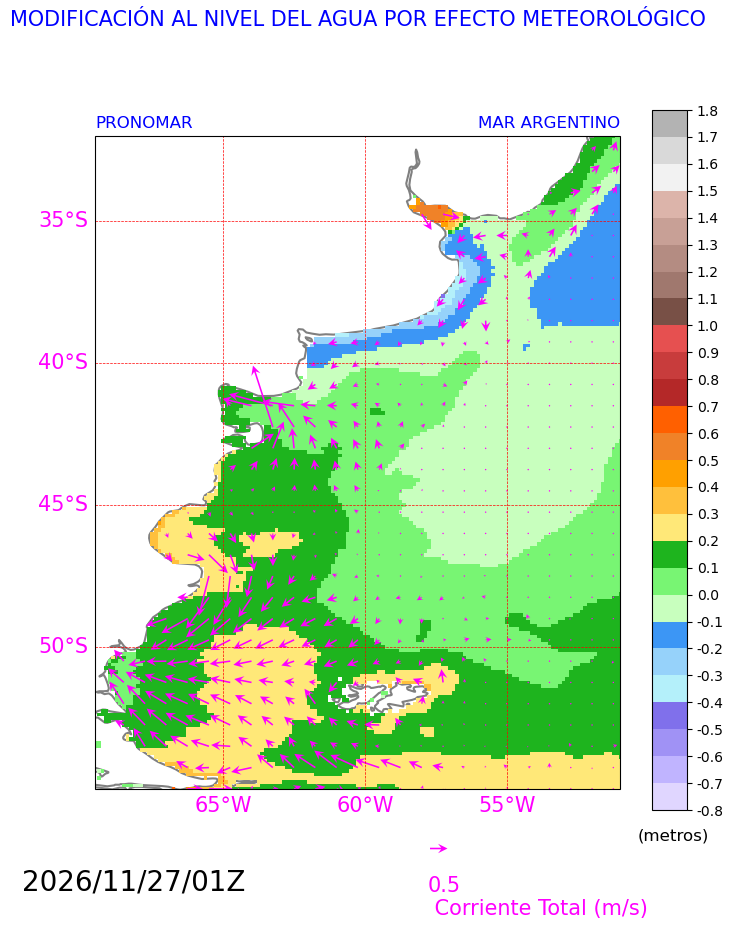 MODIFICACIÓN AL NIVEL DEL AGUA POR EFECTO METEOROLÓGICO
PRONOMAR
MAR ARGENTINO
35°S
40°S
45°S
50°S
65°W
60°W
55°W
1.8
1.7
1.6
1.5
1.4
1.3
1.2
1.1
1.0
0.9
0.8
0.7
0.6
0.5
0.4
0.3
0.2
0.1
0.0
-0.1
-0.2
-0.3
-0.4
-0.5
-0.6
-0.7
-0.8
(metros)
2026/11/27/01Z
0.5
Corriente Total (m/s)